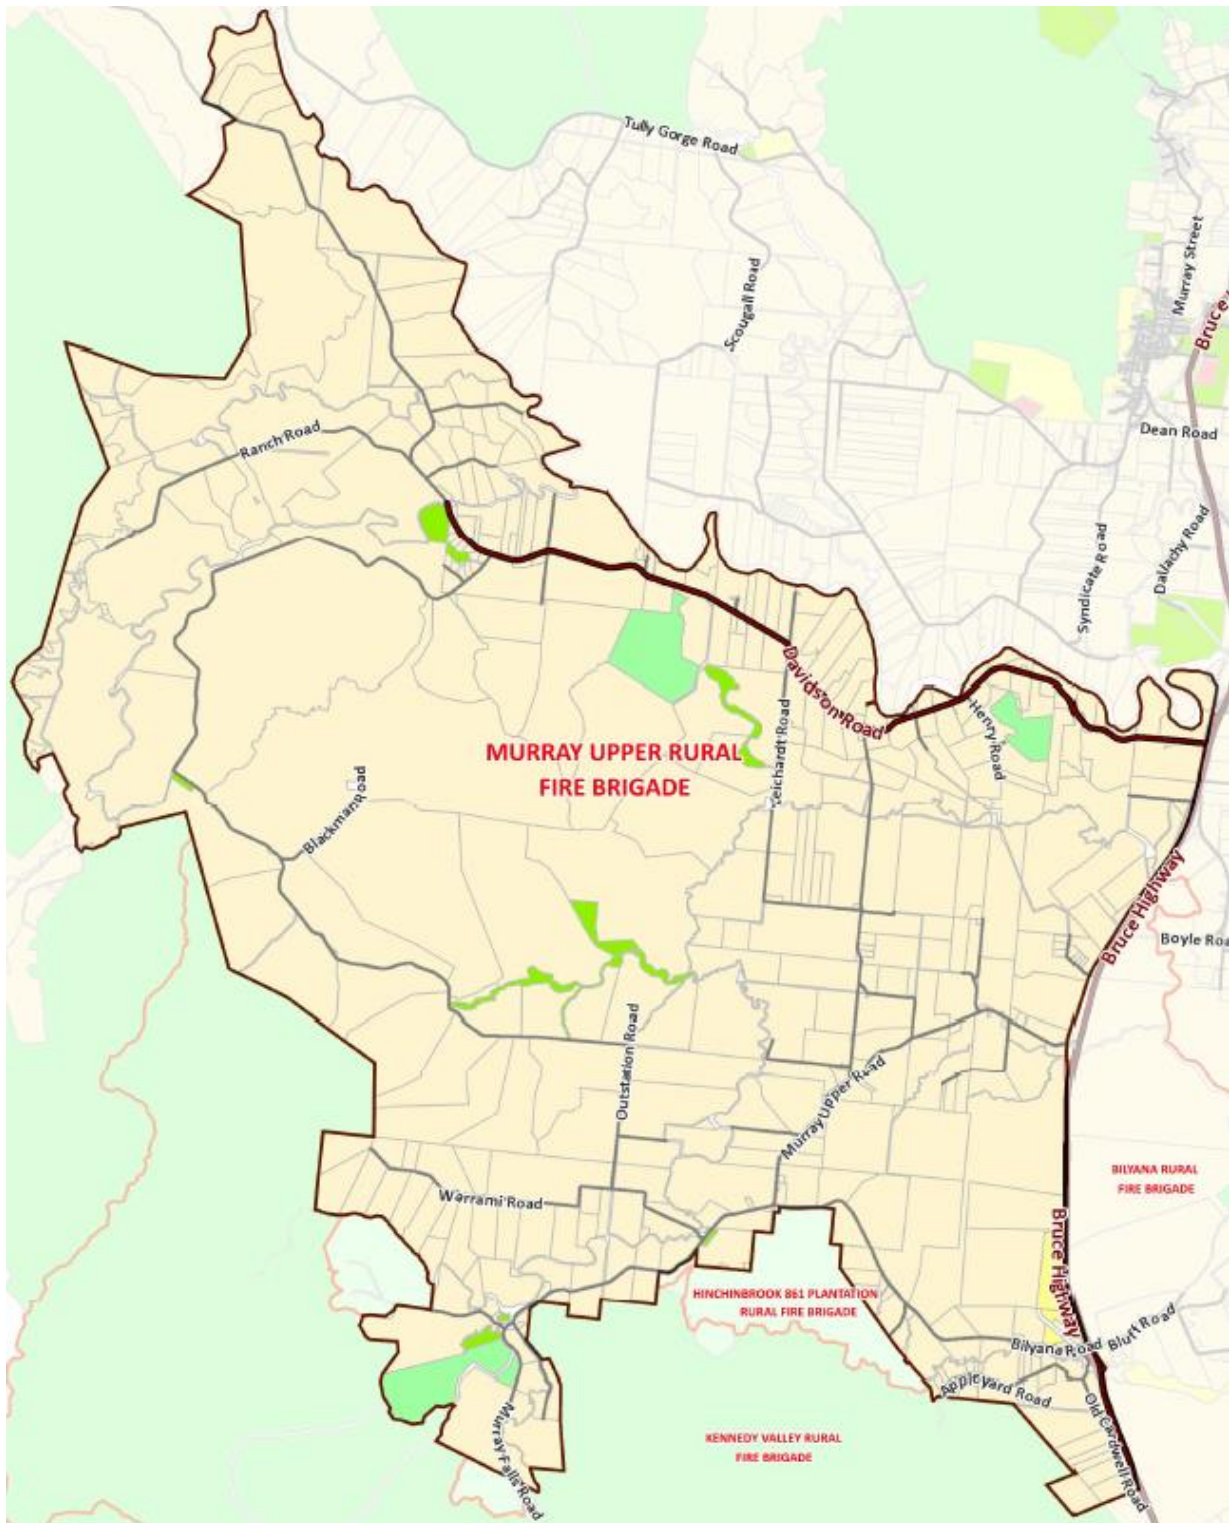 Tully Gorge Road
Murray Street
Scougall Road
Bruce
Dean Road
Ranch Road
Dallachy Road
Syndicate Road
Davidson Road
Henry Road
Leichardt Road
MURRAY UPPER RURAL
FIRE BRIGADE
Blackman Road
Bruce Highway
Boyle Roa
Outstation Road
Murray Upper Road
BILYANA RURAL
FIRE BRIGADE
Warrami Road
Bruce Highway
HINCHINBROOK 861 PLANTATION
RURAL FIRE BRIGADE
Bluff Road
Bilyana Road
Appleyard Road
Old Cardwell Road
Murray Falls Road
KENNEDY VALLEY RURAL
FIRE BRIGADE